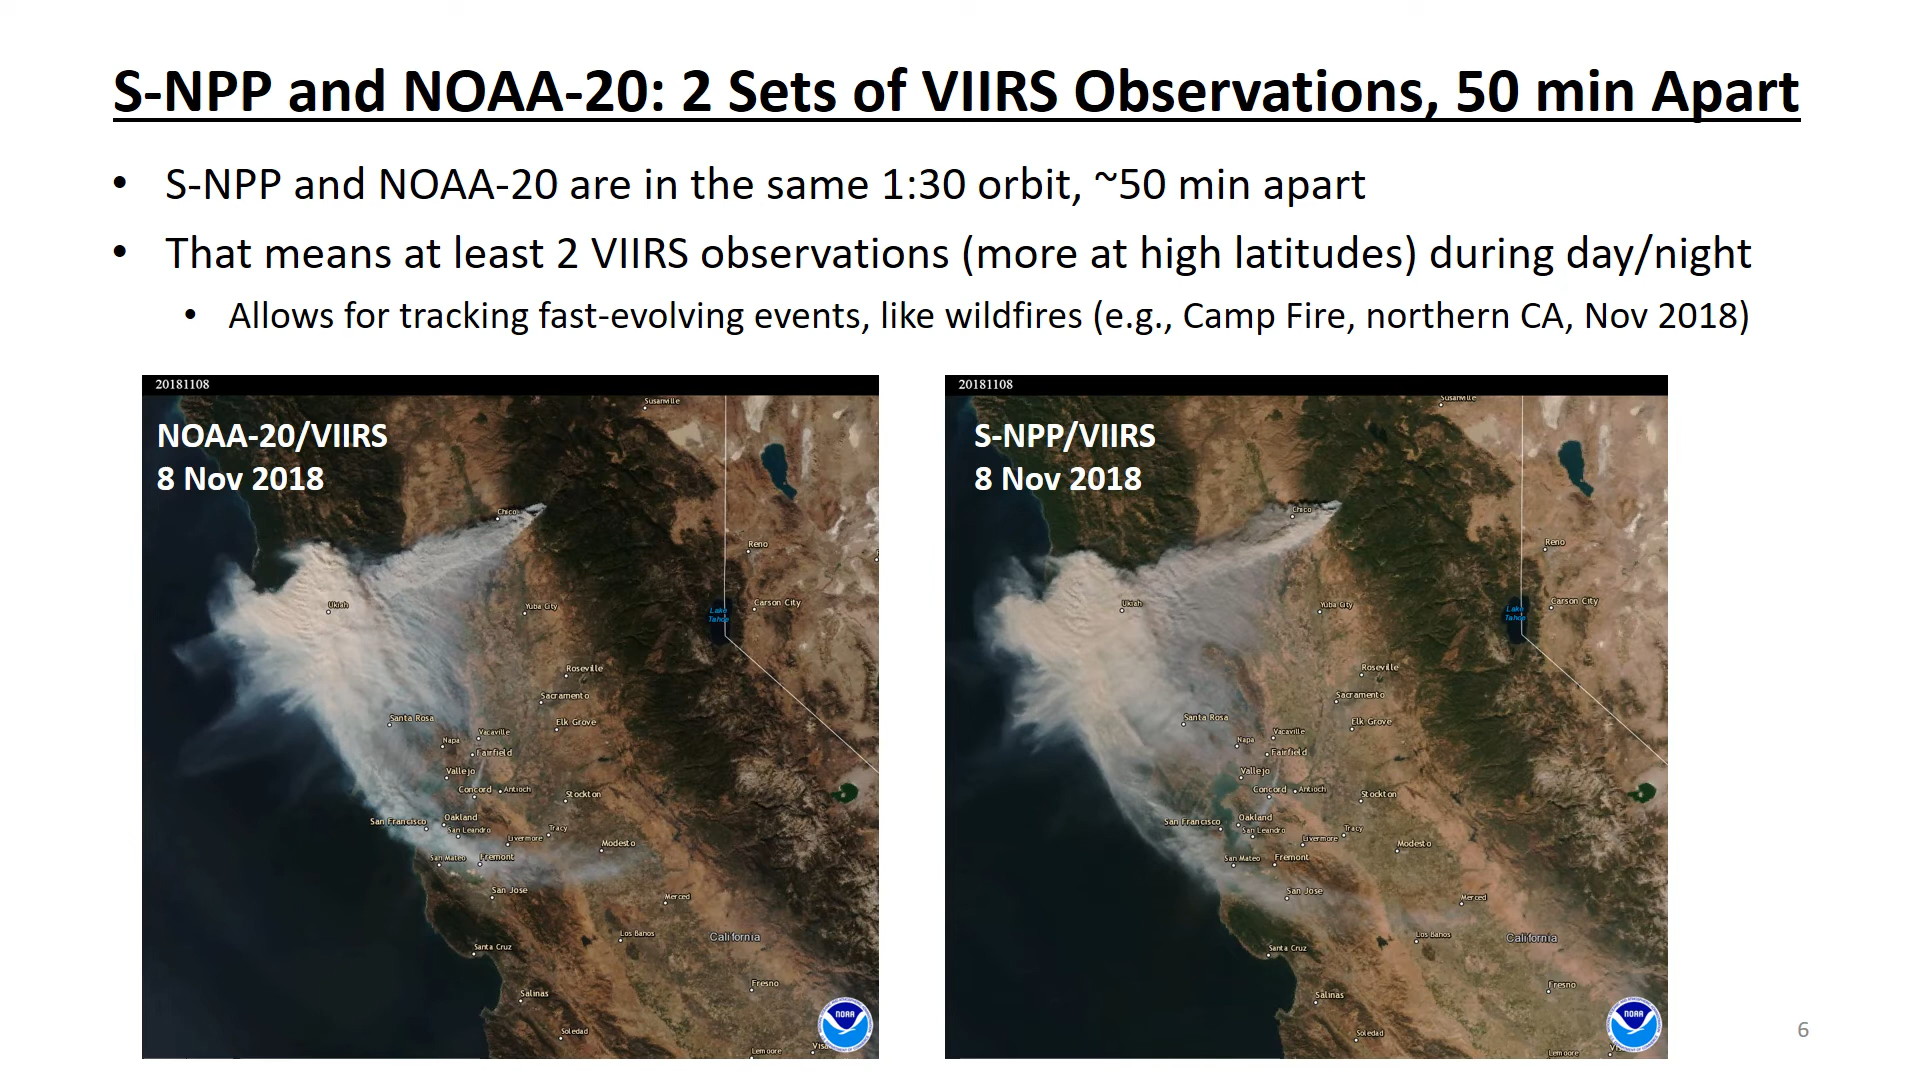 S-NPP and NOAA-20: 2 Sets of VIIRS Observations, 50 min Apart
• S-NPP and NOAA-20 are in the same 1:30 orbit, ~50 min apart
• That means at least 2 VIIRS observations (more at high latitudes) during day/night
• Allows for tracking fast-evolving events, like wildfires (e.g., Camp Fire, northern CA, Nov 2018)
20181108
NOAA-20/VIIRS
8 Nov 2018
Susanville
Chico
Reno
Ukiah
Yuba City
Lake
Tahoe
Carson City
Roseville
Sacramento
Santa Rosa
Elk Grove
Napa
Vacaville
Fairfield
Vallejo
Concord
Antioch
Stockton
San Francisco
Oakland
San Leandro
Tracy
Livermore
Modesto
San Mateo
Fremont
San Jose
Merced
Los Banos
California
Santa Cruz
Fresno
Salinas
Soledad
Lemoore
NOAA
20181108
S-NPP/VIIRS
8 Nov 2018
Susanville
Chico
Reno
Ukiah
Yuba City
Lake
Tahoe
Carson City
Roseville
Sacramento
Santa Rosa
Elk Grove
Napa
Vacaville
Fairfield
Vallejo
Concord
Antioch
Stockton
San Francisco
Oakland
San Leandro
Tracy
Livermore
Modesto
San Mateo
Fremont
San Jose
Merced
Los Banos
California
Santa Cruz
Fresno
Salinas
Soledad
Lemoore
NOAA
6